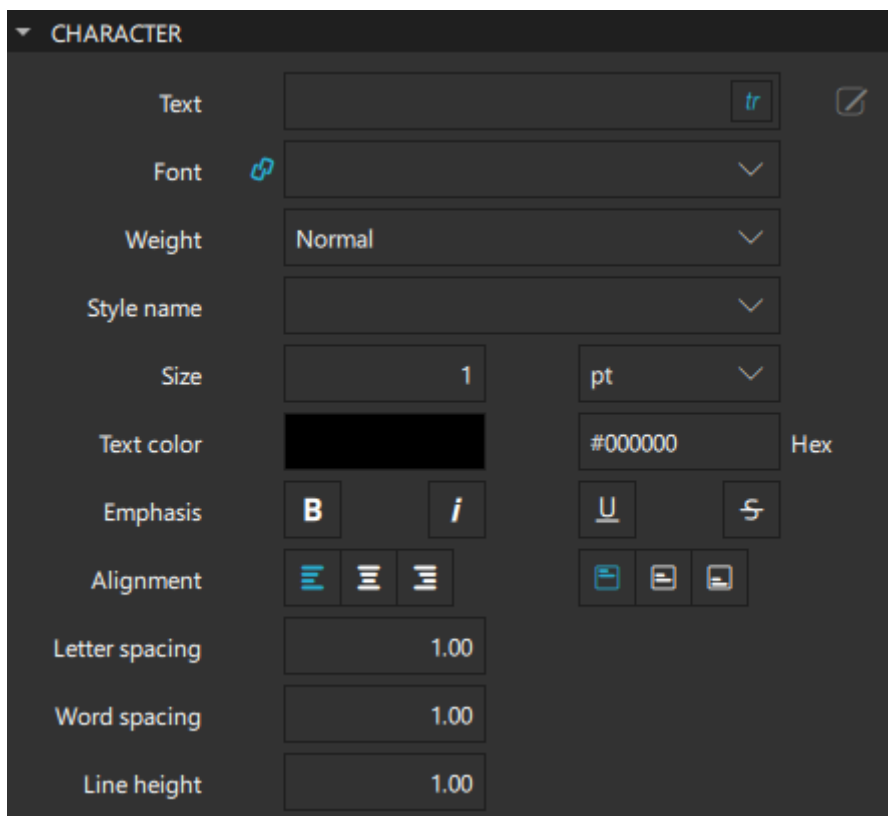 CHARACTER
Text tr
Font
Weight Normal
Style name
Size 1 pt
Text color #000000 Hex
Emphasis B i U S
Alignment
Letter spacing 1.00
Word spacing 1.00
Line height 1.00